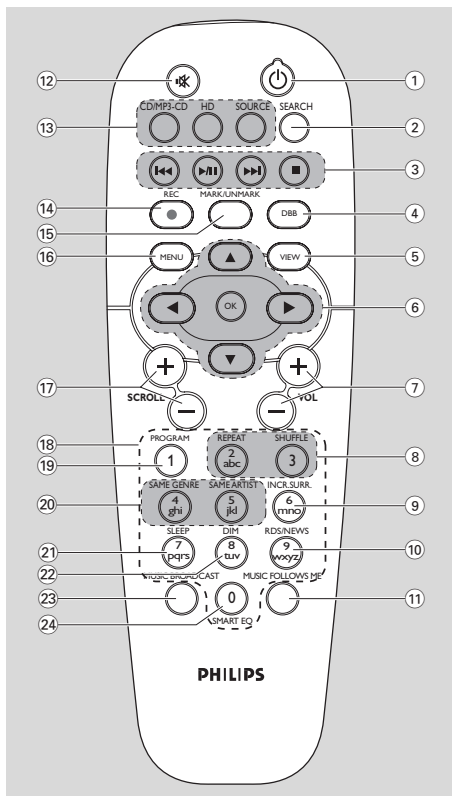 12 1
CD/MP3-CD HD SOURCE SEARCH
13 2
3
REC MARK/UNMARK
14 DBB 4
15
16 MENU VIEW 5
OK 6
17 7
SCROLL VOL
18 PROGRAM REPEAT SHUFFLE
19 1 2 abc 3 8
SAME GENRE SAME ARTIST INCR.SURR.
20 4 ghi 5 jkl 6 mno 9
SLEEP DIM RDS/NEWS
21 7 pqrs 8 tuv 9 wxyz 10
22
MUSIC BROADCAST MUSIC FOLLOWS ME
23 0 11
24 SMART EQ
PHILIPS